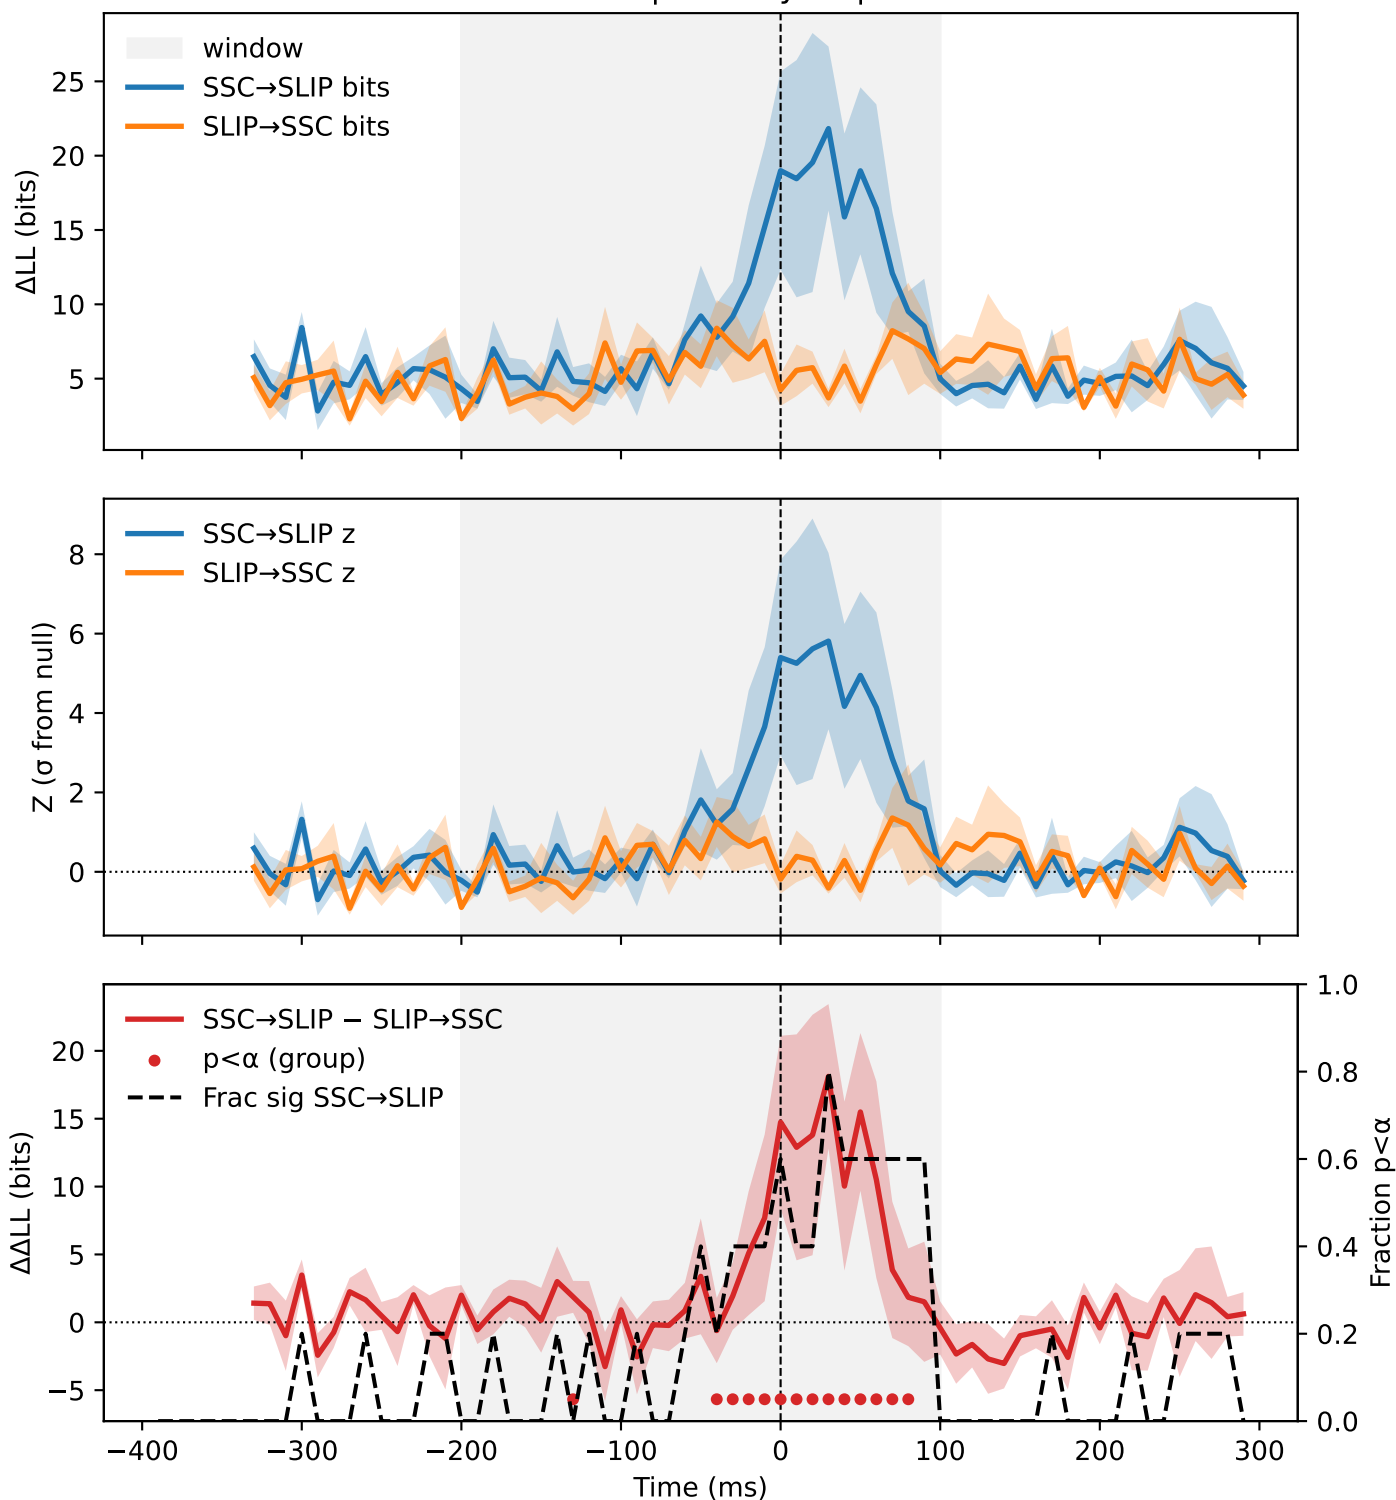 window
SSC→SLIP bits
SLIP→SSC bits
ΔLL (bits)
25
20
15
10
5
SSC→SLIP z
SLIP→SSC z
Z (σ from null)
8
6
4
2
0
SSC→SLIP − SLIP→SSC
p<α (group)
Frac sig SSC→SLIP
ΔΔLL (bits)
20
15
10
5
0
−5
1.0
0.8
0.6
0.4
0.2
0.0
Fraction p<α
−400
−300
−200
−100
0
100
200
300
Time (ms)